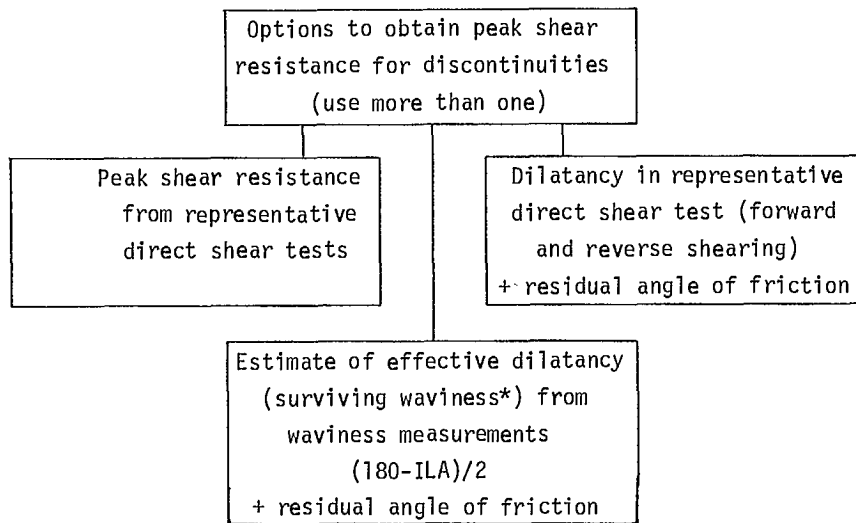 Options to obtain peak shear
resistance for discontinuities
(use more than one)
Peak shear resistance
from representative
direct shear tests
Dilatancy in representative
direct shear test (forward
and reverse shearing)
+ residual angle of friction
Estimate of effective dilatancy
(surviving waviness*) from
waviness measurements
(180-ILA)/2
+ residual angle of friction